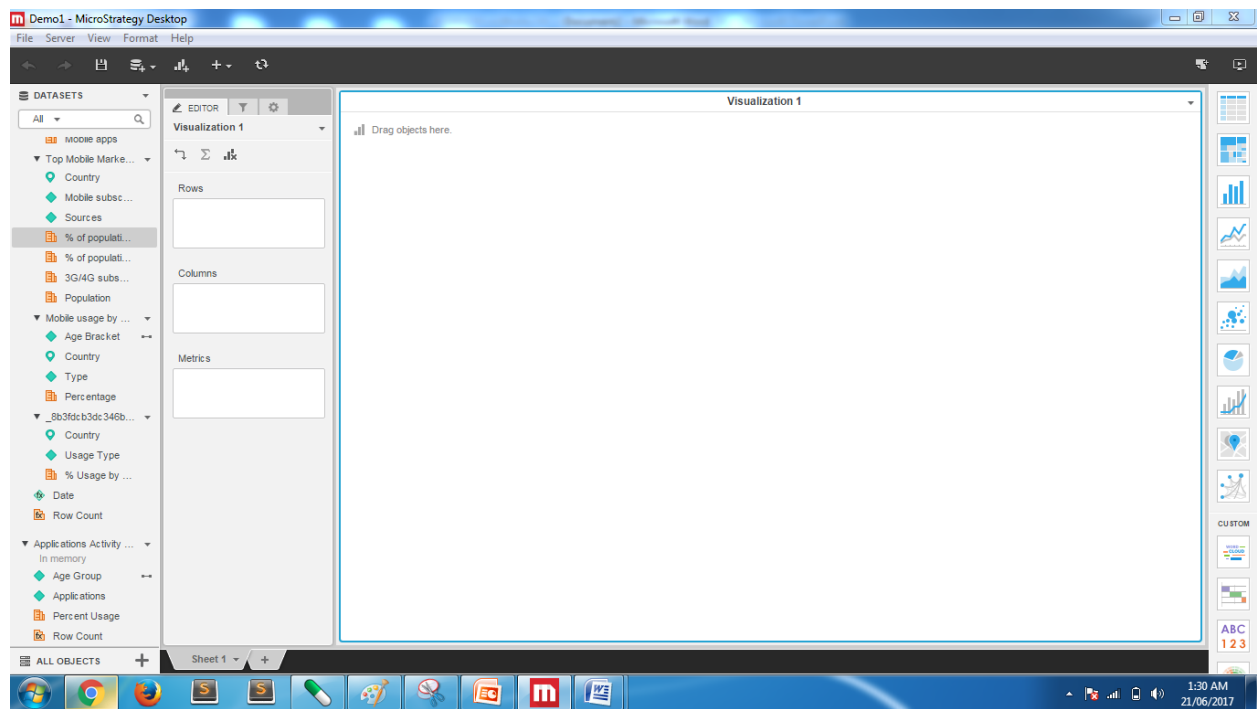 Demo1 - MicroStrategy Desktop
File Server View Format Help
DATASETS
All
Mobile apps
Top Mobile Marke...
Country
Mobile subsc...
Sources
% of populati...
% of populati...
3G/4G subs...
Population
Mobile usage by ...
Age Bracket
Country
Type
Percentage
_8b3fdcb3dc346b...
Country
Usage Type
% Usage by ...
Date
Row Count
Applications Activity ...
In memory
Age Group
Applications
Percent Usage
Row Count
ALL OBJECTS
EDITOR
Visualization 1
Rows
Columns
Metrics
Visualization 1
Drag objects here.
Sheet 1
CUSTOM
CLOUD
ABC
123
1:30 AM
21/06/2017